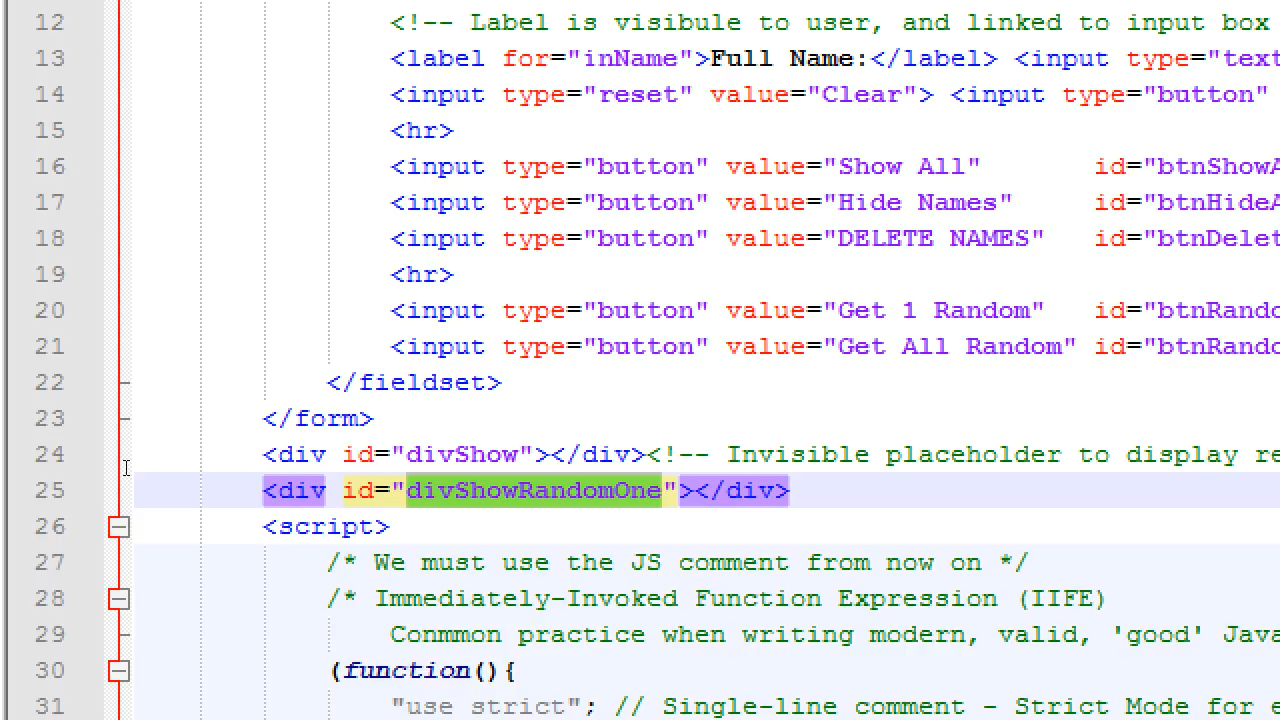 12 <!-- Label is visibule to user, and linked to input box
13 <label for="inName">Full Name:</label> <input type="text
14 <input type="reset" value="Clear"> <input type="button"
15 <hr>
16 <input type="button" value="Show All" id="btnShowA
17 <input type="button" value="Hide Names" id="btnHideA
18 <input type="button" value="DELETE NAMES" id="btnDelet
19 <hr>
20 <input type="button" value="Get 1 Random" id="btnRando
21 <input type="button" value="Get All Random" id="btnRando
22 </fieldset>
23 </form>
24 <div id="divShow"></div><!-- Invisible placeholder to display re
25 <div id="divShowRandomOne"></div>
26 <script>
27 /* We must use the JS comment from now on */
28 /* Immediately-Invoked Function Expression (IIFE)
29 Conmmon practice when writing modern, valid, 'good' Java
30 (function(){
31 "use strict"; // Single-line comment - Strict Mode for e